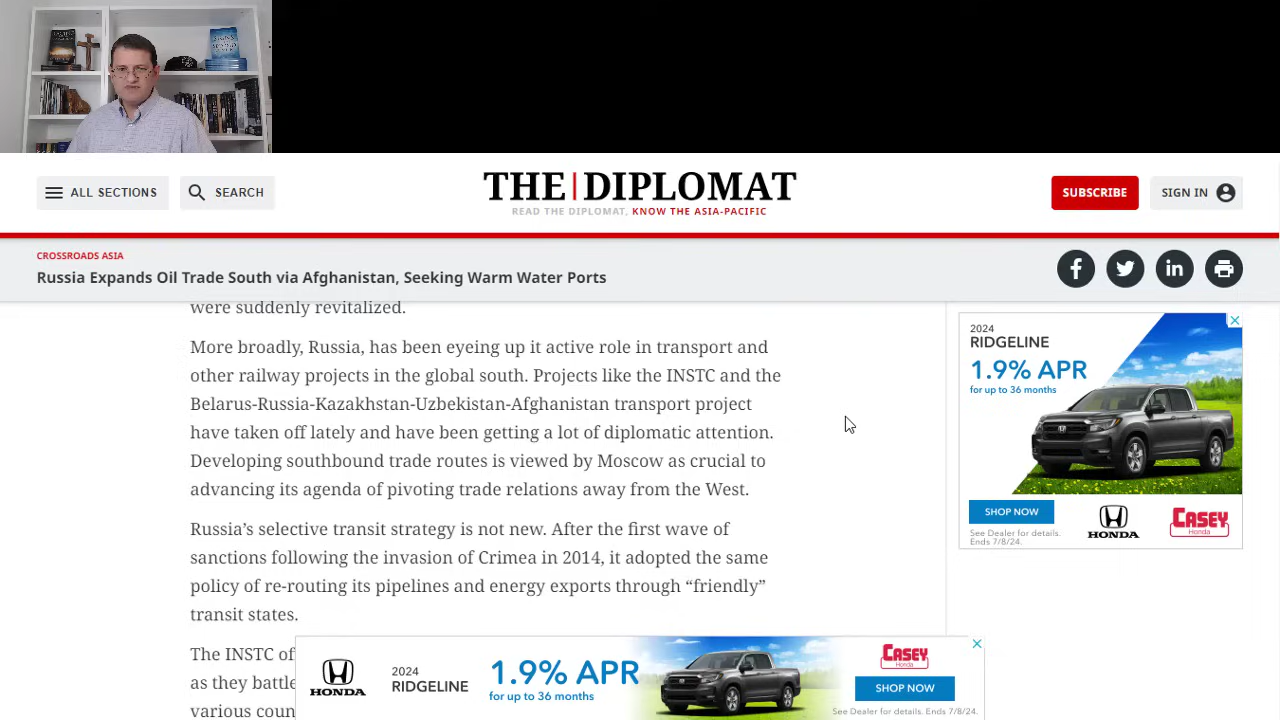 ALL SECTIONS
SEARCH
THE DIPLOMAT
READ THE DIPLOMAT, KNOW THE ASIA-PACIFIC
SUBSCRIBE
SIGN IN
CROSSROADS ASIA
Russia Expands Oil Trade South via Afghanistan, Seeking Warm Water Ports
were suddenly revitalized.
More broadly, Russia, has been eyeing up it active role in transport and
other railway projects in the global south. Projects like the INSTC and the
Belarus-Russia-Kazakhstan-Uzbekistan-Afghanistan transport project
have taken off lately and have been getting a lot of diplomatic attention.
Developing southbound trade routes is viewed by Moscow as crucial to
advancing its agenda of pivoting trade relations away from the West.
Russia's selective transit strategy is not new. After the first wave of
sanctions following the invasion of Crimea in 2014, it adopted the same
policy of re-routing its pipelines and energy exports through “friendly”
transit states.
The INSTC of
as they battle
various coun
2024
RIDGELINE
1.9% APR
for up to 36 months
SHOP NOW
See Dealer for details.
Ends 7/8/24.
HONDA
CASEY
Honda
HONDA
2024
RIDGELINE
1.9% APR
for up to 36 months
CASEY
Honda
SHOP NOW
See Dealer for details. Ends 7/8/24.